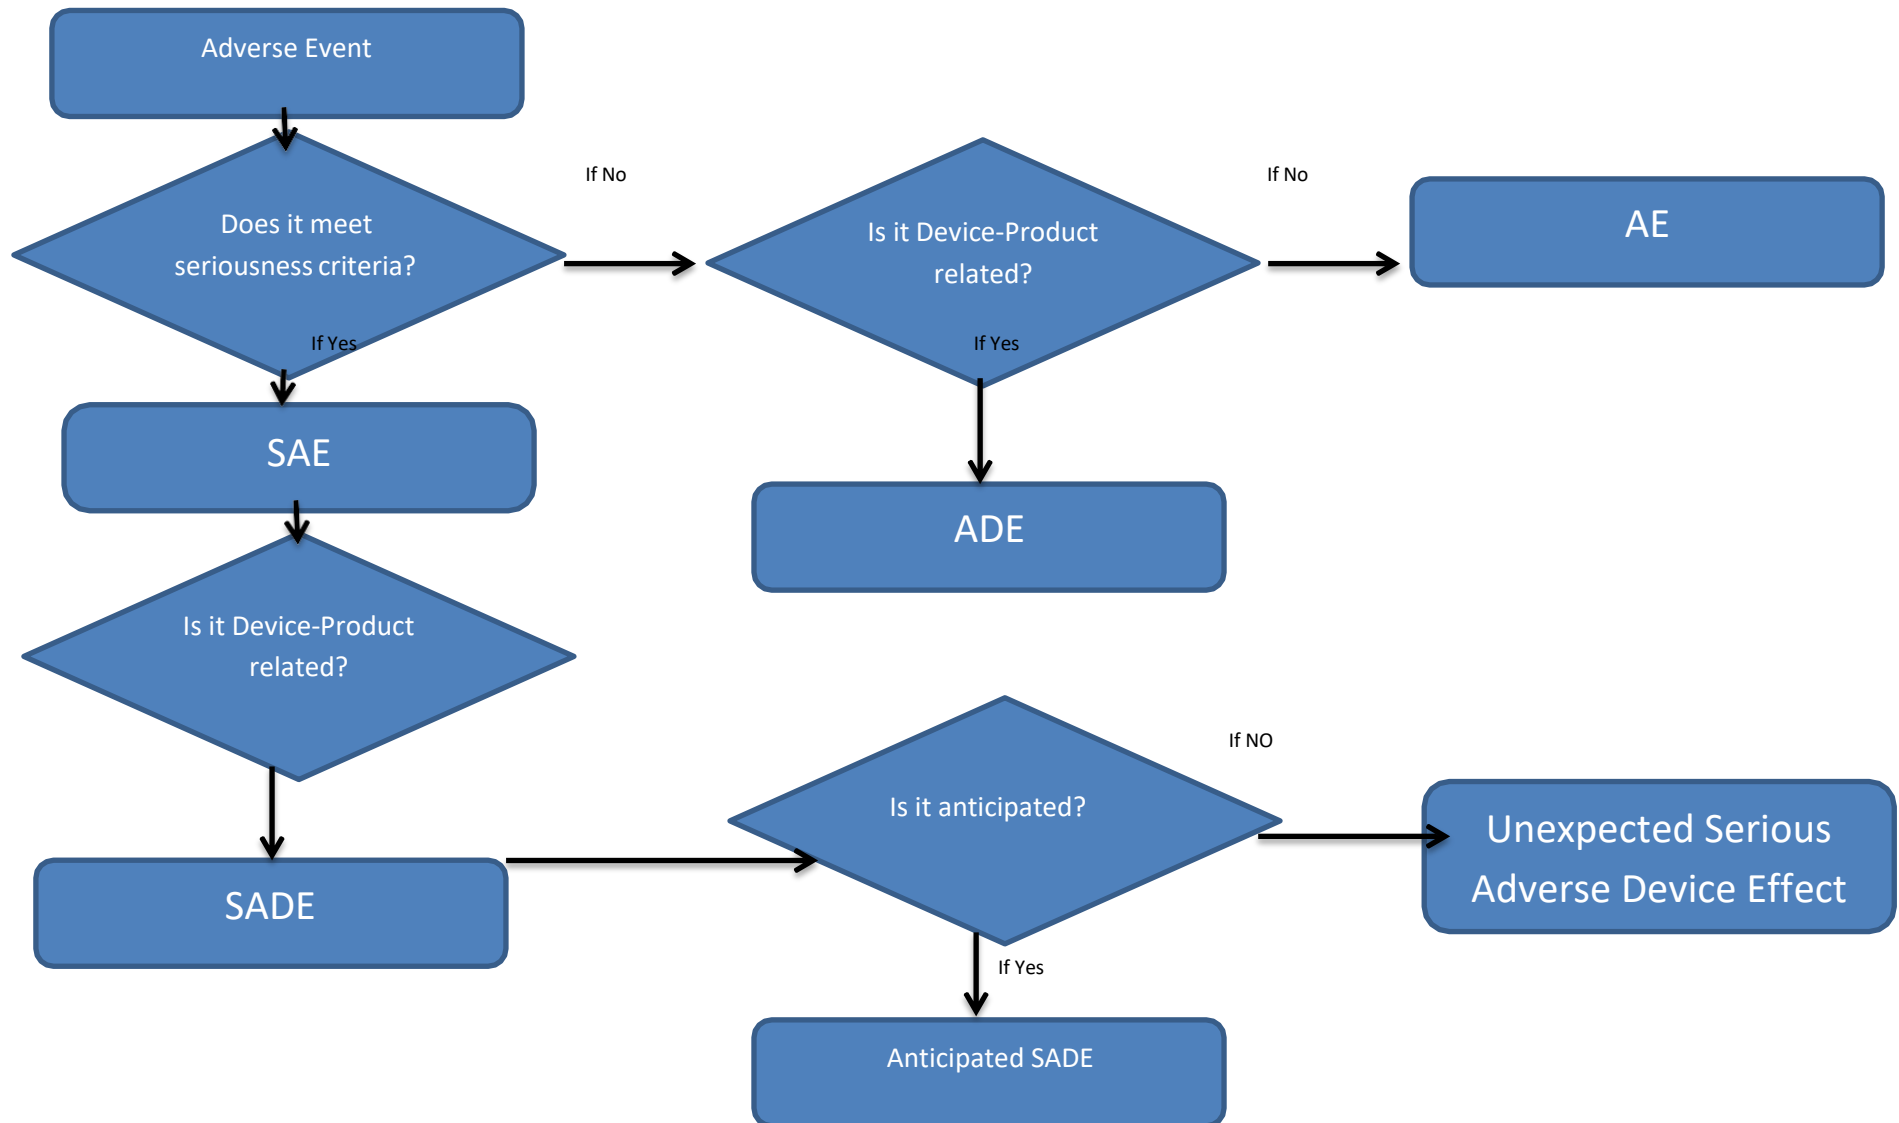 Adverse Event
Does it meet
seriousness criteria?
If No
Is it Device-Product
related?
If No
AE
If Yes
If Yes
SAE
ADE
Is it Device-Product
related?
If NO
Is it anticipated?
Unexpected Serious
Adverse Device Effect
SADE
If Yes
Anticipated SADE